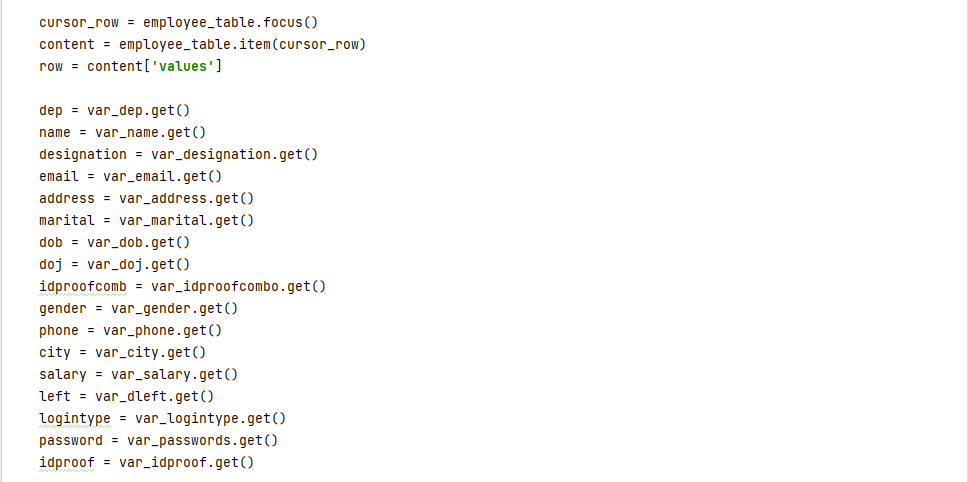 cursor_row = employee_table.focus()
content = employee_table.item(cursor_row)
row = content['values']
dep = var_dep.get()
name = var_name.get()
designation = var_designation.get()
email = var_email.get()
address = var_address.get()
marital = var_marital.get()
dob = var_dob.get()
doj = var_doj.get()
idproofcomb = var_idproofcombo.get()
gender = var_gender.get()
phone = var_phone.get()
city = var_city.get()
salary = var_salary.get()
left = var_dleft.get()
logintype = var_logintype.get()
password = var_passwords.get()
idproof = var_idproof.get()